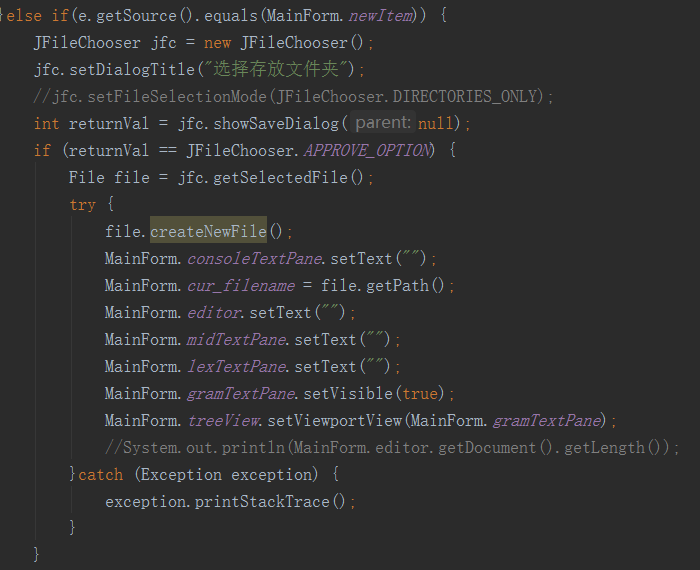 }else if(e.getSource().equals(MainForm.newItem)) {
JFileChooser jfc = new JFileChooser();
jfc.setDialogTitle("选择存放文件夹");
//jfc.setFileSelectionMode(JFileChooser.DIRECTORIES_ONLY);
int returnVal = jfc.showSaveDialog( parent: null);
if (returnVal == JFileChooser.APPROVE_OPTION) {
File file = jfc.getSelectedFile();
try {
file.createNewFile();
MainForm.consoleTextPane.setText("");
MainForm.cur_filename = file.getPath();
MainForm.editor.setText("");
MainForm.midTextPane.setText("");
MainForm.lexTextPane.setText("");
MainForm.gramTextPane.setVisible(true);
MainForm.treeView.setViewportView(MainForm.gramTextPane);
//System.out.println(MainForm.editor.getDocument().getLength());
}catch (Exception exception) {
exception.printStackTrace();
}
}